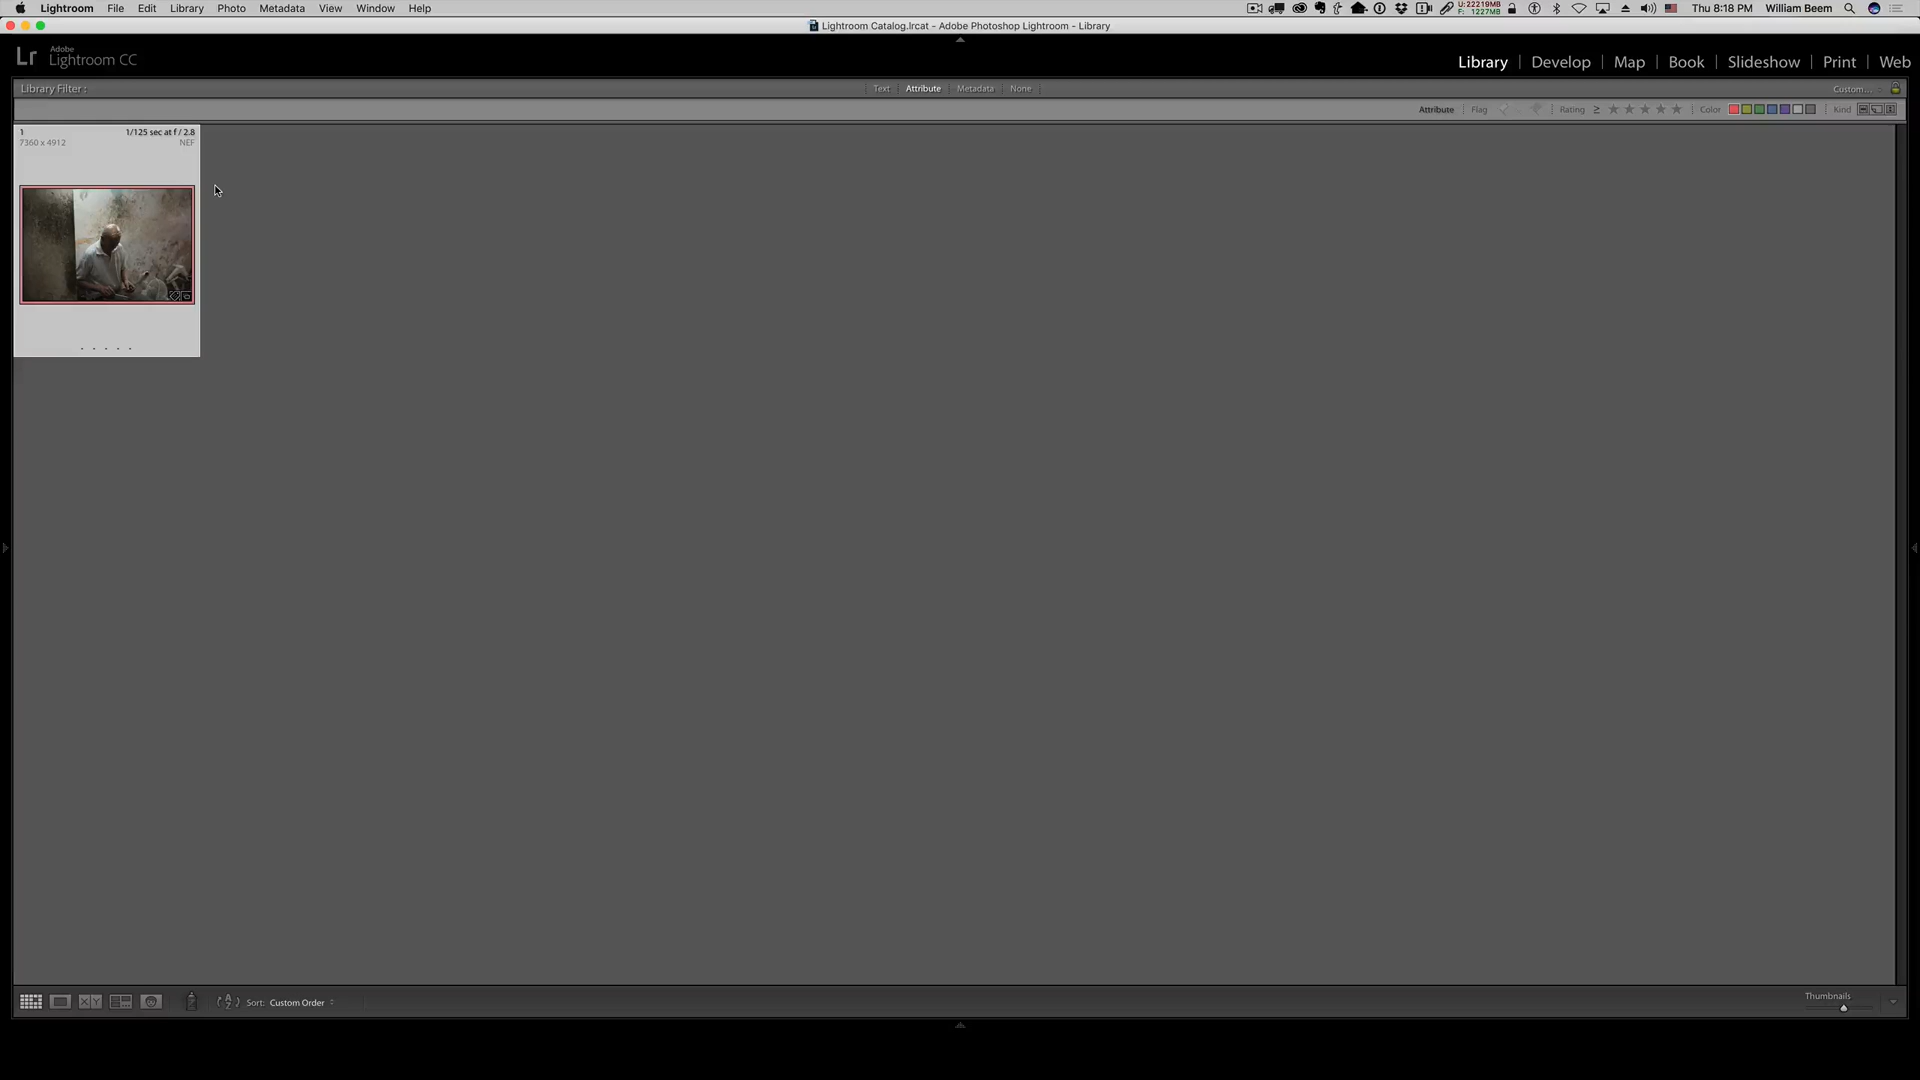 Lightroom File Edit Library Photo Metadata View Window Help U:22219MB F: 1227MB Thu 8:18 PM William Beem
Lightroom Catalog.lrcat - Adobe Photoshop Lightroom - Library
Lr Adobe Lightroom CC
Library | Develop | Map | Book | Slideshow | Print | Web
Library Filter : Text Attribute Metadata None Custom...
Attribute Flag Rating ≥ Color Kind
1 1/125 sec at f / 2.8
7360 x 4912 NEF
Sort: Custom Order Thumbnails